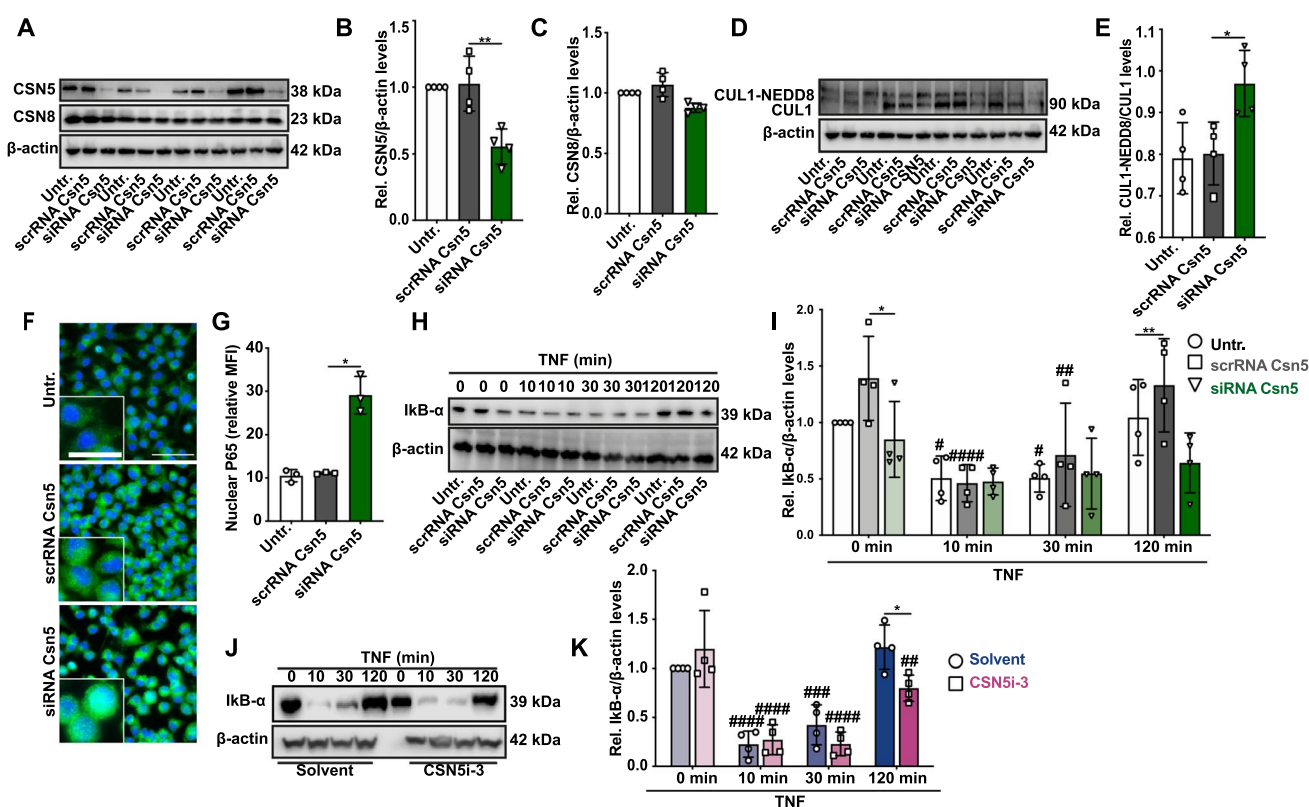 A
CSN5
38 kDa
CSN8
23 kDa
β-actin
42 kDa
Untr.
scrRNA Csn5
siRNA Csn5
Untr.
scrRNA Csn5
siRNA Csn5
Untr.
scrRNA Csn5
siRNA Csn5
Untr.
scrRNA Csn5
siRNA Csn5
B
Rel. CSN5/β-actin levels
1.5
1.0
0.5
0.0
**
Untr.
scrRNA Csn5
siRNA Csn5
C
Rel. CSN8/β-actin levels
1.5
1.0
0.5
0.0
Untr.
scrRNA Csn5
siRNA Csn5
D
CUL1-NEDD8
CUL1
90 kDa
β-actin
42 kDa
Untr.
scrRNA Csn5
siRNA Csn5
Untr.
scrRNA Csn5
siRNA Csn5
Untr.
scrRNA Csn5
siRNA Csn5
Untr.
scrRNA Csn5
siRNA Csn5
E
Rel. CUL1-NEDD8/CUL1 levels
1.1
1.0
0.9
0.8
0.7
0.6
*
Untr.
scrRNA Csn5
siRNA Csn5
F
Untr.
scrRNA Csn5
siRNA Csn5
G
Nuclear P65 (relative MFI)
40
30
20
10
0
*
Untr.
scrRNA Csn5
siRNA Csn5
H
TNF (min)
0 0 0 10 10 10 30 30 30 120 120 120
IkB-α
39 kDa
β-actin
42 kDa
Untr.
scrRNA Csn5
siRNA Csn5
Untr.
scrRNA Csn5
siRNA Csn5
Untr.
scrRNA Csn5
siRNA Csn5
Untr.
scrRNA Csn5
siRNA Csn5
I
Rel. IkB-α/β-actin levels
2.0
1.5
1.0
0.5
0.0
*
# ####
# ##
**
0 min 10 min 30 min 120 min
TNF
Untr.
scrRNA Csn5
siRNA Csn5
J
TNF (min)
0 10 30 120 0 10 30 120
IkB-α
39 kDa
β-actin
42 kDa
Solvent CSN5i-3
K
Rel. IkB-α/β-actin levels
2.0
1.5
1.0
0.5
0.0
#### ####
### ####
*
##
0 min 10 min 30 min 120 min
TNF
Solvent
CSN5i-3